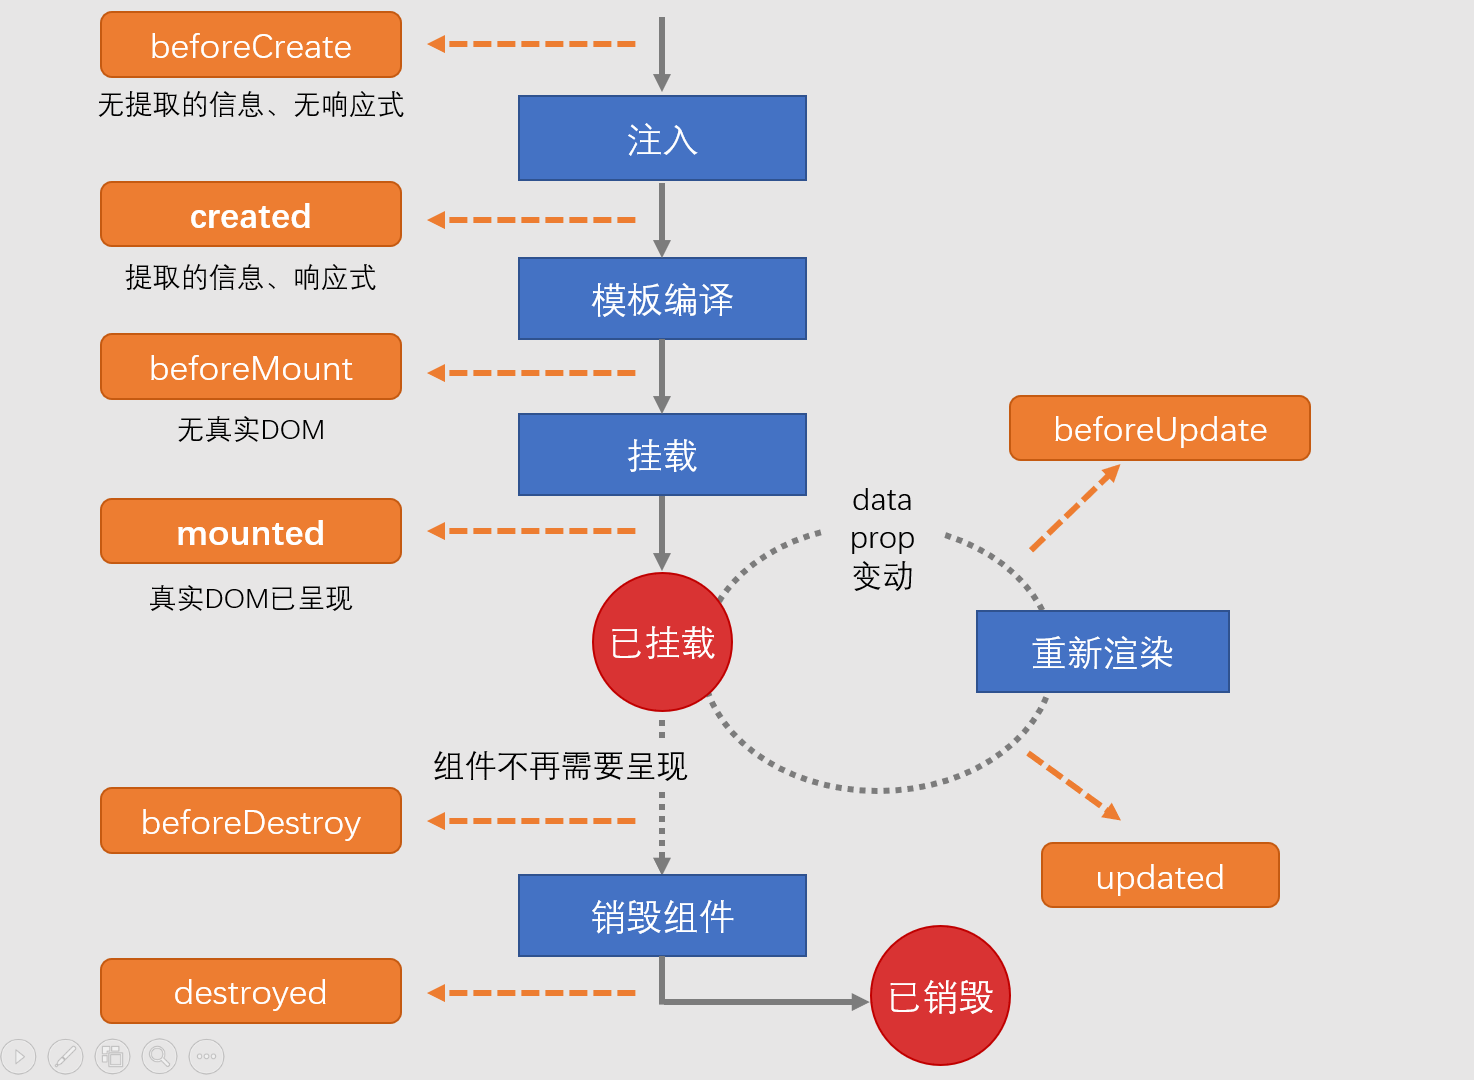 beforeCreate
无提取的信息、无响应式
注入
created
提取的信息、响应式
模板编译
beforeMount
无真实DOM
挂载
beforeUpdate
data
prop
变动
mounted
真实DOM已呈现
已挂载
重新渲染
组件不再需要呈现
beforeDestroy
updated
销毁组件
destroyed
已销毁